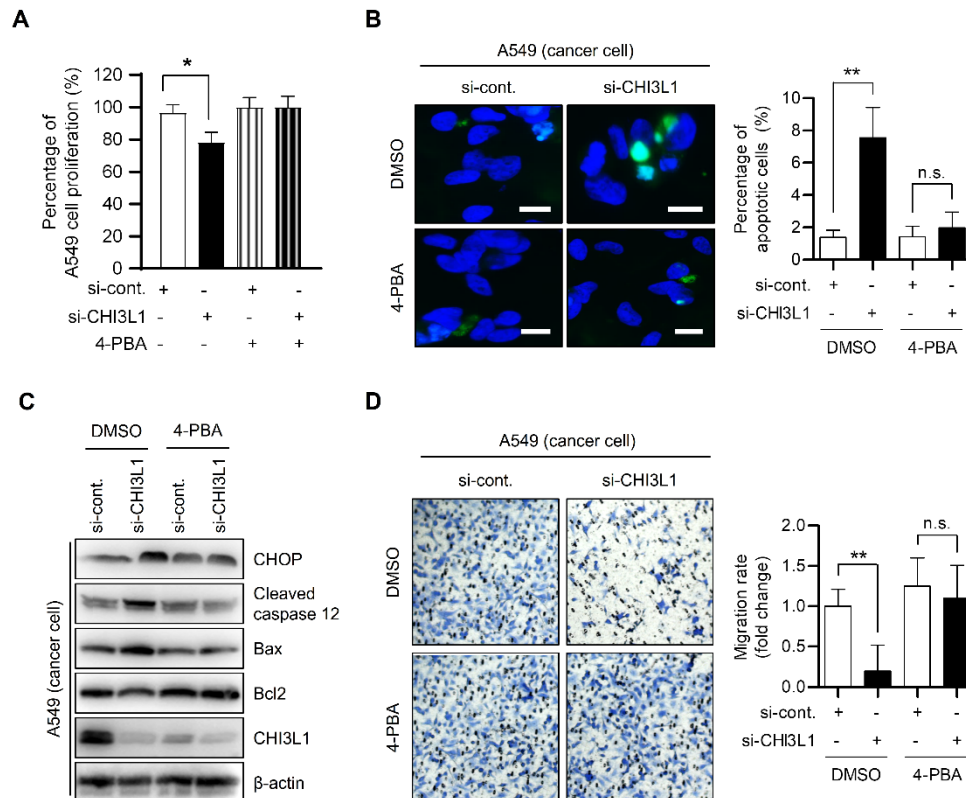 A
Percentage of
A549 cell proliferation (%)
140
120
100
80
60
40
20
0
*
si-cont. + - + -
si-CHI3L1 - + - +
4-PBA - - + +
B
A549 (cancer cell)
si-cont. si-CHI3L1
DMSO
4-PBA
Percentage of
apoptotic cells (%)
10
8
6
4
2
0
**
n.s.
si-cont. + - + -
si-CHI3L1 - + - +
DMSO 4-PBA
C
DMSO 4-PBA
si-cont. si-CHI3L1 si-cont. si-CHI3L1
A549 (cancer cell)
CHOP
Cleaved
caspase 12
Bax
Bcl2
CHI3L1
β-actin
D
A549 (cancer cell)
si-cont. si-CHI3L1
DMSO
4-PBA
Migration rate
(fold change)
2.0
1.5
1.0
0.5
0.0
**
n.s.
si-cont. + - + -
si-CHI3L1 - + - +
DMSO 4-PBA